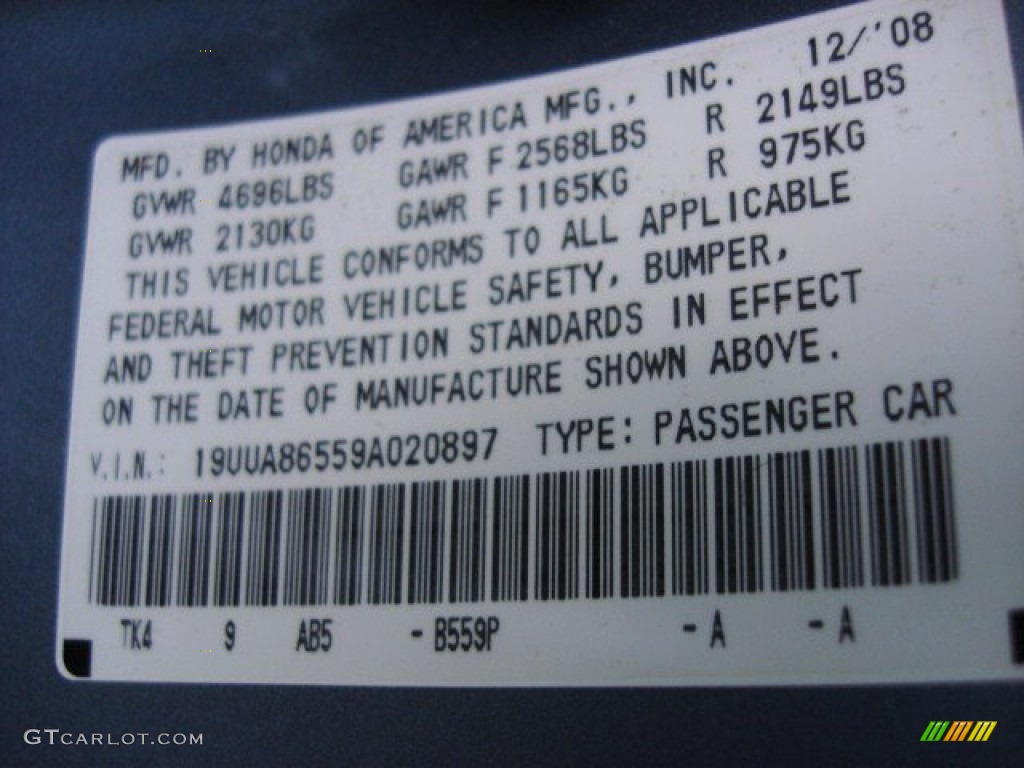 MFD. BY HONDA OF AMERICA MFG., INC. 12/'08
GVWR 4696LBS GAWR F 2568LBS R 2149LBS
GVWR 2130KG GAWR F 1165KG R 975KG
THIS VEHICLE CONFORMS TO ALL APPLICABLE
FEDERAL MOTOR VEHICLE SAFETY, BUMPER,
AND THEFT PREVENTION STANDARDS IN EFFECT
ON THE DATE OF MANUFACTURE SHOWN ABOVE.
V.I.N.: 19UUA86559A020897 TYPE: PASSENGER CAR
TK4 9 AB5 - B559P - A - A
GTCARLOT.COM